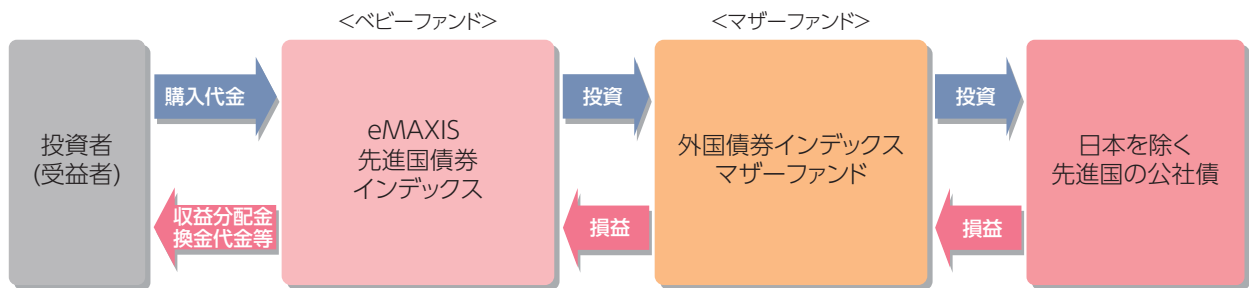 <ベビーファンド>
<マザーファンド>
投資者
(受益者)
購入代金
収益分配金
換金代金等
eMAXIS
先進国債券
インデックス
投資
損益
外国債券インデックス
マザーファンド
投資
損益
日本を除く
先進国の公社債